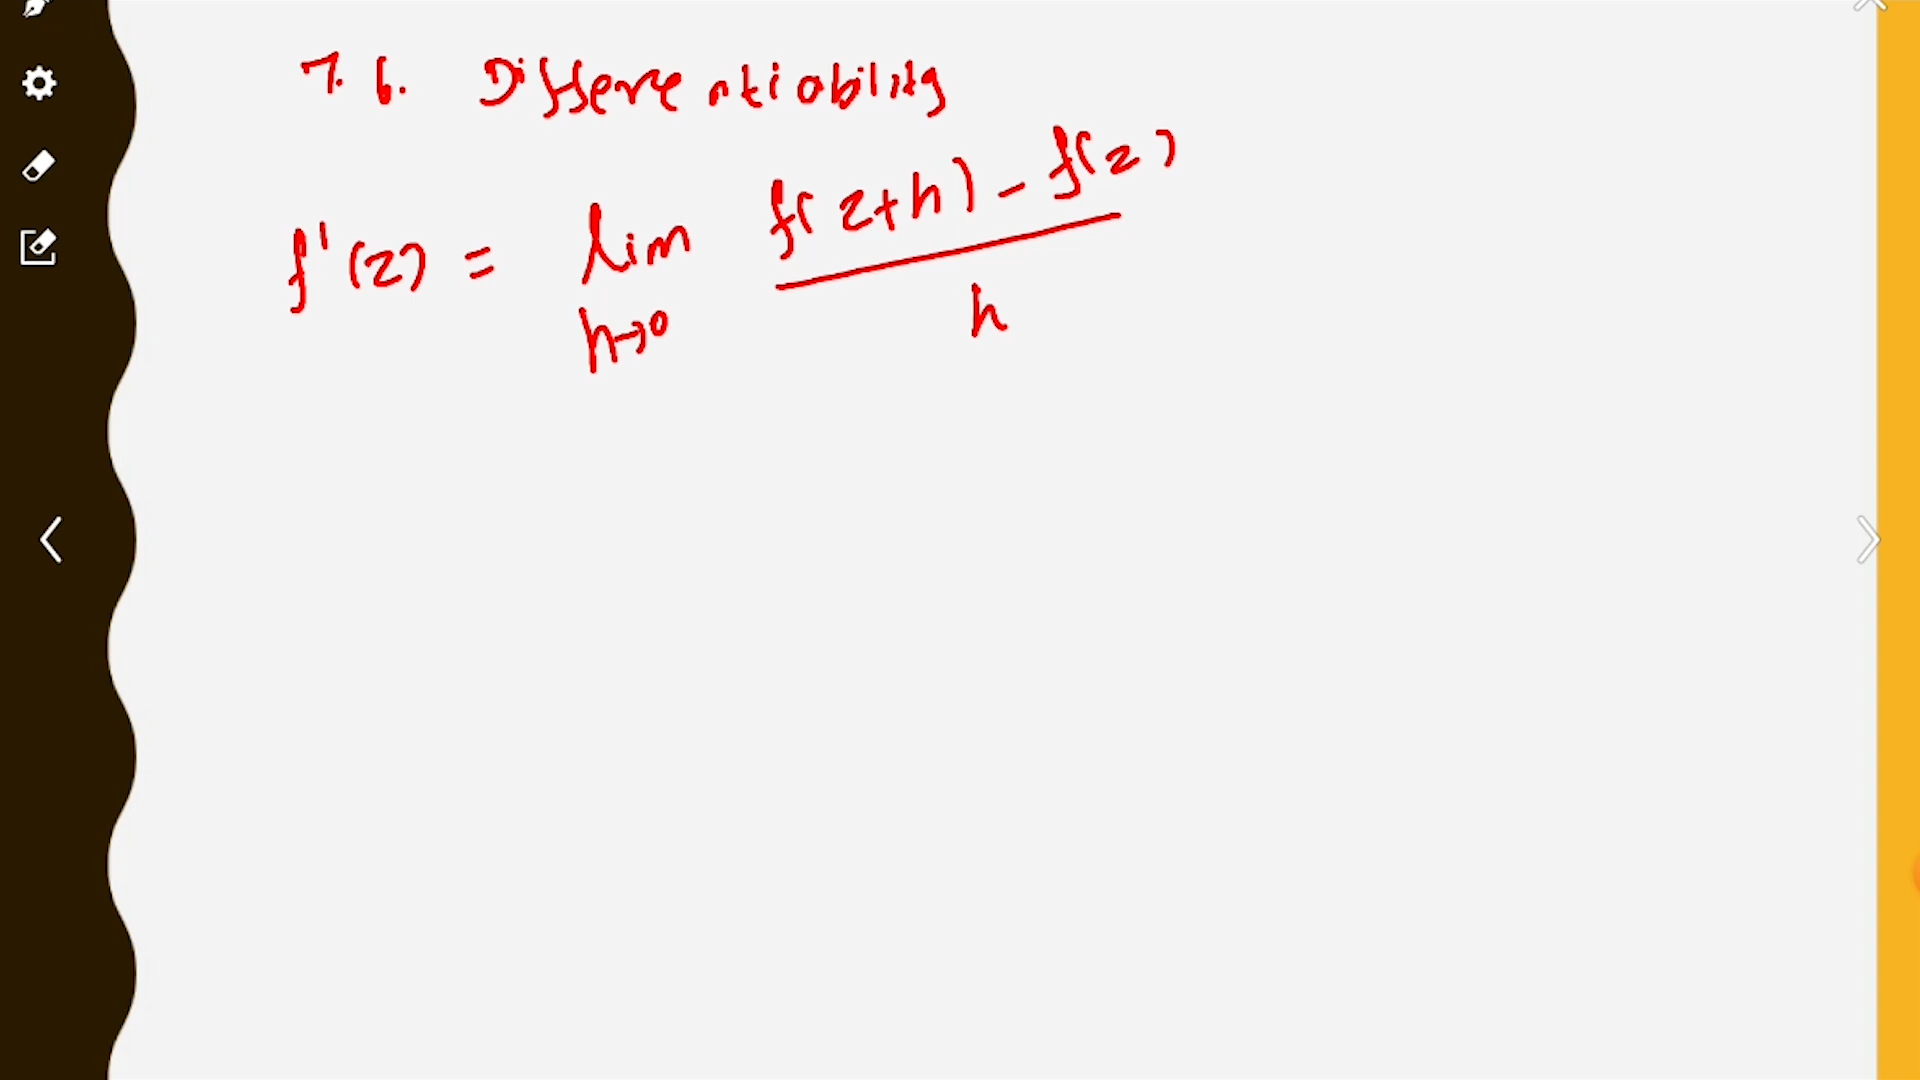 7.6. Differentiability
f'(z) = lim h→0 f(z+h) - f(z) / h